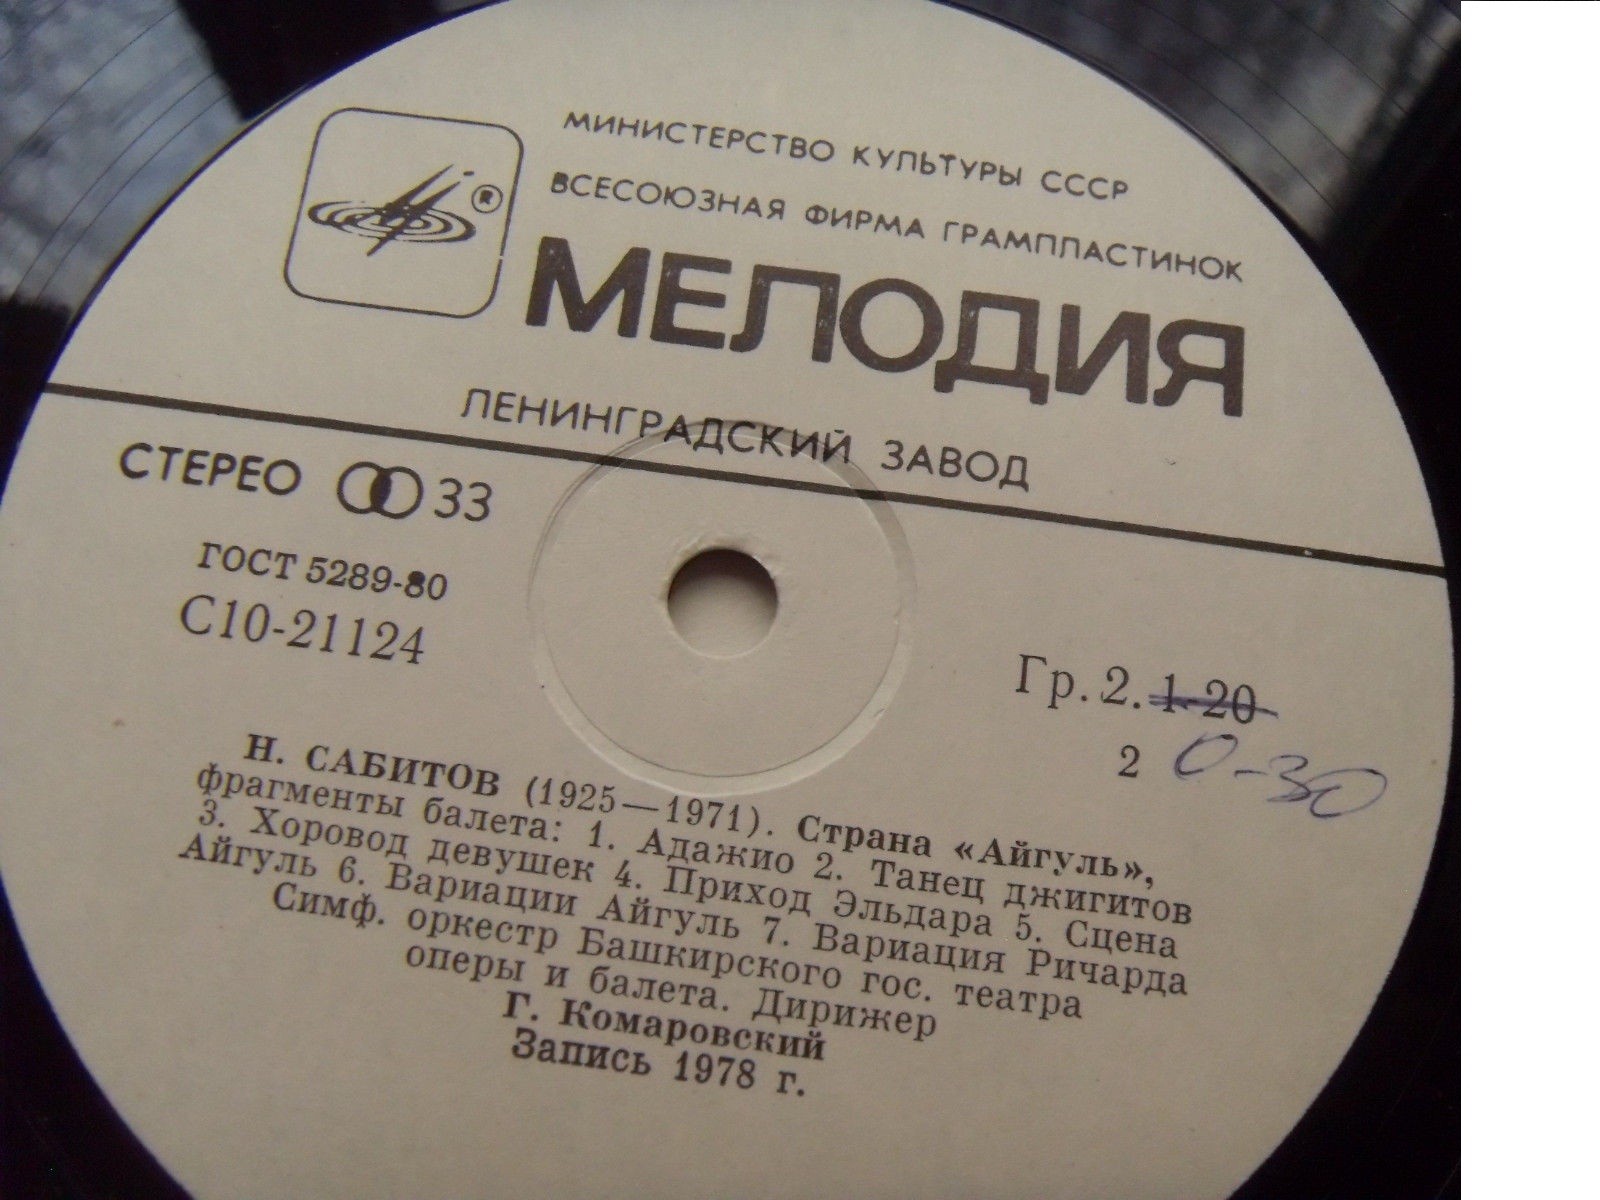 МИНИСТЕРСТВО КУЛЬТУРЫ СССР
ВСЕСОЮЗНАЯ ФИРМА ГРАМПЛАСТИНОК
®
МЕЛОДИЯ
ЛЕНИНГРАДСКИЙ ЗАВОД
СТЕРЕО 33
ГОСТ 5289-80
С10-21124
Гр. 2. 1-20
2 0-30
Н. САБИТОВ (1925—1971). Страна «Айгуль»,
фрагменты балета: 1. Адажио 2. Танец джигитов
3. Хоровод девушек 4. Приход Эльдара 5. Сцена
Айгуль 6. Вариации Айгуль 7. Вариация Ричарда
Симф. оркестр Башкирского гос. театра
оперы и балета. Дирижер
Г. Комаровский
Запись 1978 г.